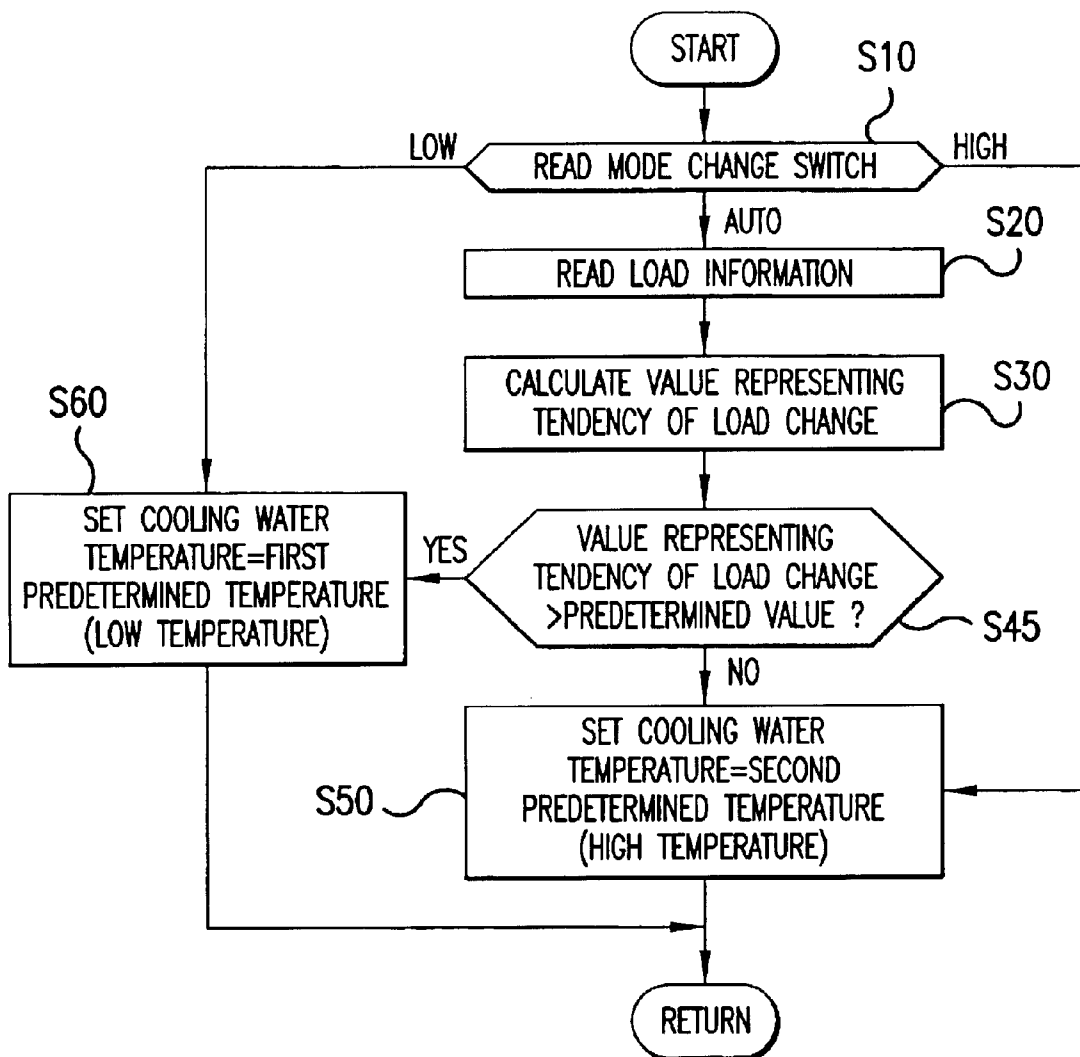 START
S10
LOW
READ MODE CHANGE SWITCH
HIGH
AUTO
S20
READ LOAD INFORMATION
CALCULATE VALUE REPRESENTING
TENDENCY OF LOAD CHANGE
S30
S60
SET COOLING WATER
TEMPERATURE=FIRST
PREDETERMINED TEMPERATURE
(LOW TEMPERATURE)
YES
VALUE REPRESENTING
TENDENCY OF LOAD CHANGE
>PREDETERMINED VALUE ?
S45
NO
SET COOLING WATER
TEMPERATURE=SECOND
PREDETERMINED TEMPERATURE
(HIGH TEMPERATURE)
S50
RETURN